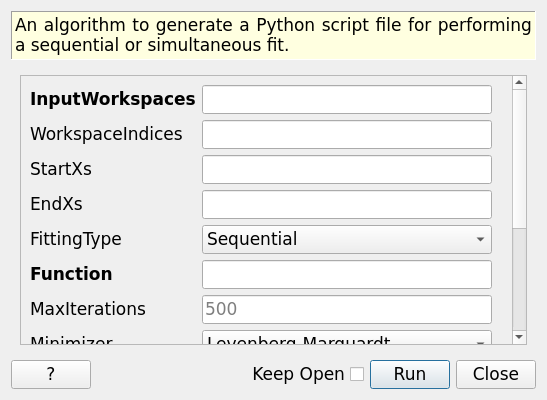 An algorithm to generate a Python script file for performing
a sequential or simultaneous fit.
InputWorkspaces
WorkspaceIndices
StartXs
EndXs
FittingType Sequential
Function
MaxIterations 500
Minimizer Levenberg-Marquardt
? Keep Open Run Close